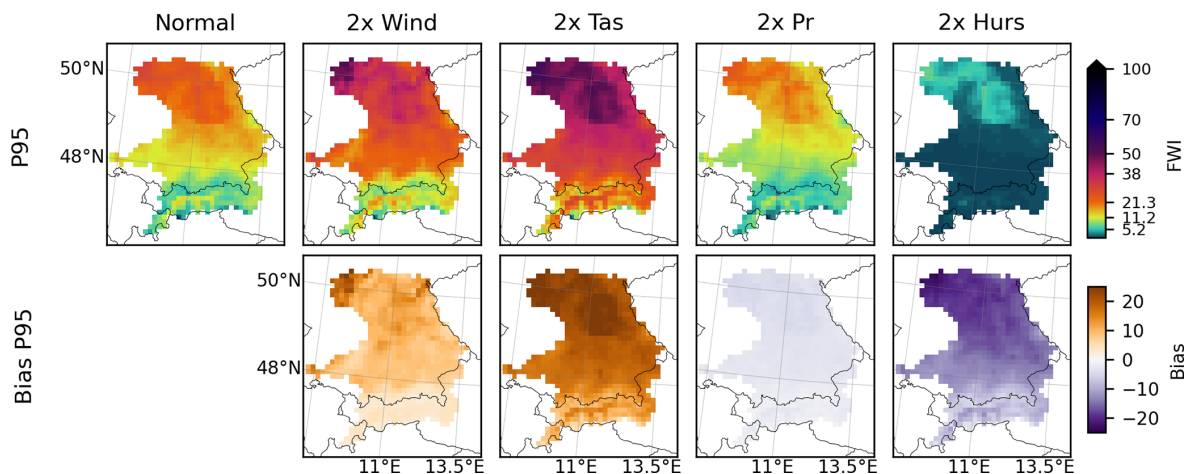 Normal
2x Wind
2x Tas
2x Pr
2x Hurs
P95
50°N
48°N
100
70
50
38
21.3
11.2
5.2
FWI
Bias P95
50°N
48°N
11°E 13.5°E
11°E 13.5°E
11°E 13.5°E
11°E 13.5°E
20
10
0
−10
−20
Bias